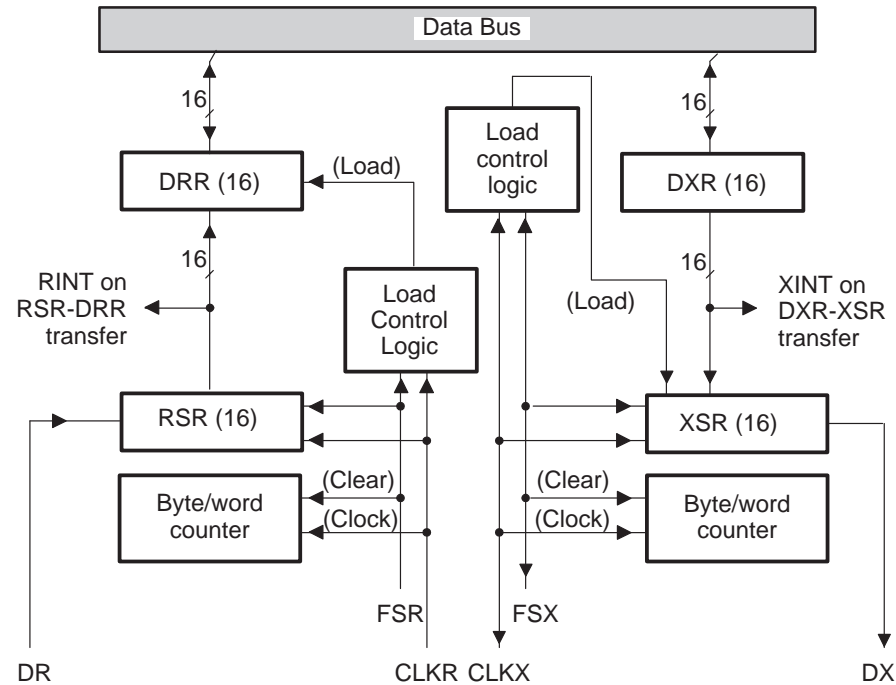 Data Bus
16
16
DRR (16)
(Load)
Load
control
logic
DXR (16)
16
16
RINT on
RSR-DRR
transfer
Load
Control
Logic
(Load)
XINT on
DXR-XSR
transfer
RSR (16)
XSR (16)
Byte/word
counter
(Clear)
(Clock)
(Clear)
(Clock)
Byte/word
counter
FSR
FSX
DR
CLKR
CLKX
DX